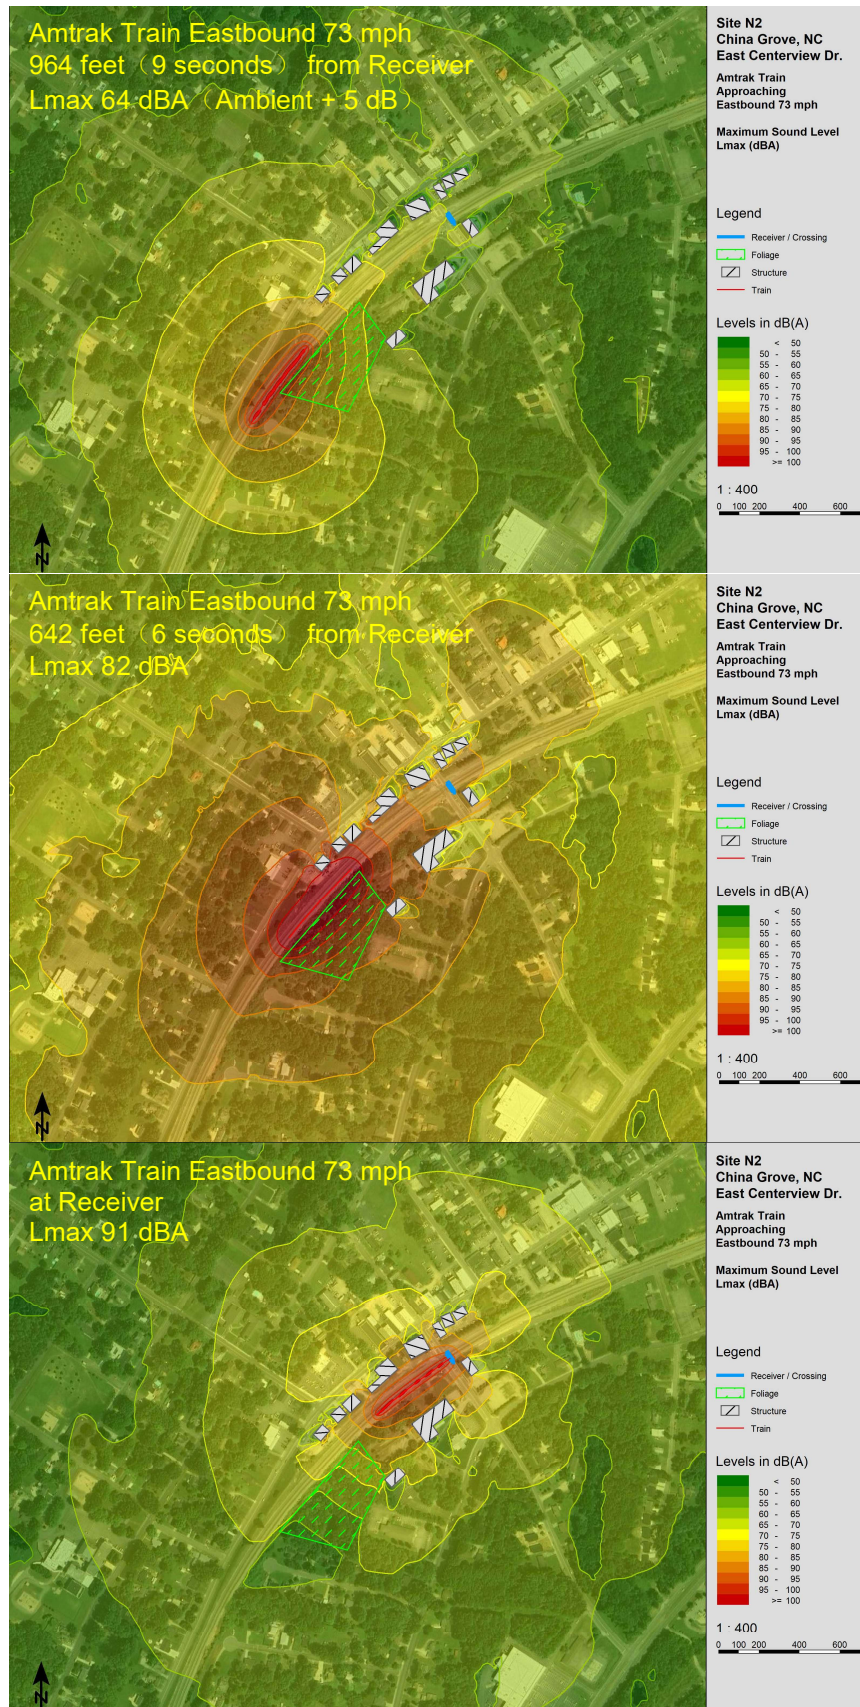 Amtrak Train Eastbound 73 mph
964 feet（9 seconds） from Receiver
Lmax 64 dBA（Ambient + 5 dB）
Site N2
China Grove, NC
East Centerview Dr.
Amtrak Train
Approaching
Eastbound 73 mph
Maximum Sound Level
Lmax (dBA)
Legend
Receiver / Crossing
Foliage
Structure
Train
Levels in dB(A)
< 50
50 - 55
55 - 60
60 - 65
65 - 70
70 - 75
75 - 80
80 - 85
85 - 90
90 - 95
95 - 100
>= 100
1 : 400
0 100 200 400 600
N
Amtrak Train Eastbound 73 mph
642 feet（6 seconds） from Receiver
Lmax 82 dBA
Site N2
China Grove, NC
East Centerview Dr.
Amtrak Train
Approaching
Eastbound 73 mph
Maximum Sound Level
Lmax (dBA)
Legend
Receiver / Crossing
Foliage
Structure
Train
Levels in dB(A)
< 50
50 - 55
55 - 60
60 - 65
65 - 70
70 - 75
75 - 80
80 - 85
85 - 90
90 - 95
95 - 100
>= 100
1 : 400
0 100 200 400 600
N
Amtrak Train Eastbound 73 mph
at Receiver
Lmax 91 dBA
Site N2
China Grove, NC
East Centerview Dr.
Amtrak Train
Approaching
Eastbound 73 mph
Maximum Sound Level
Lmax (dBA)
Legend
Receiver / Crossing
Foliage
Structure
Train
Levels in dB(A)
< 50
50 - 55
55 - 60
60 - 65
65 - 70
70 - 75
75 - 80
80 - 85
85 - 90
90 - 95
95 - 100
>= 100
1 : 400
0 100 200 400 600
N